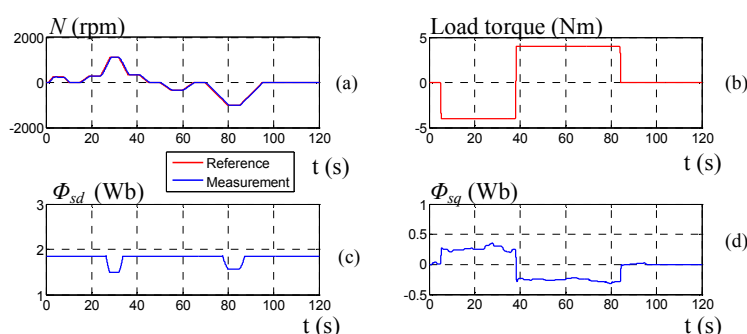 N (rpm)
2000
0
-2000
0 20 40 60 80 100 120
t (s)
(a)
Load torque (Nm)
5
0
-5
0 20 40 60 80 100 120
t (s)
(b)
Reference
Measurement
Φsd (Wb)
3
2
1
0 20 40 60 80 100 120
t (s)
(c)
Φsq (Wb)
1
0.5
0
-0.5
0 20 40 60 80 100 120
t (s)
(d)